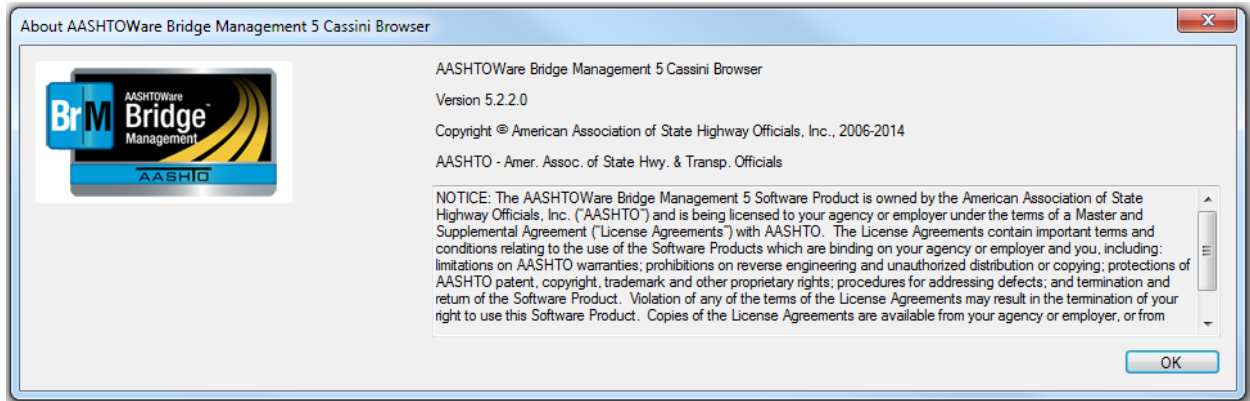 About AASHTOWare Bridge Management 5 Cassini Browser
BrM
AASHTOWare
Bridge™
Management
AASHTO
AASHTOWare Bridge Management 5 Cassini Browser
Version 5.2.2.0
Copyright © American Association of State Highway Officials, Inc., 2006-2014
AASHTO - Amer. Assoc. of State Hwy. & Transp. Officials
NOTICE: The AASHTOWare Bridge Management 5 Software Product is owned by the American Association of State
Highway Officials, Inc. ("AASHTO") and is being licensed to your agency or employer under the terms of a Master and
Supplemental Agreement ("License Agreements") with AASHTO.  The License Agreements contain important terms and
conditions relating to the use of the Software Products which are binding on your agency or employer and you, including:
limitations on AASHTO warranties; prohibitions on reverse engineering and unauthorized distribution or copying; protections of
AASHTO patent, copyright, trademark and other proprietary rights; procedures for addressing defects; and termination and
return of the Software Product.  Violation of any of the terms of the License Agreements may result in the termination of your
right to use this Software Product.  Copies of the License Agreements are available from your agency or employer, or from
OK